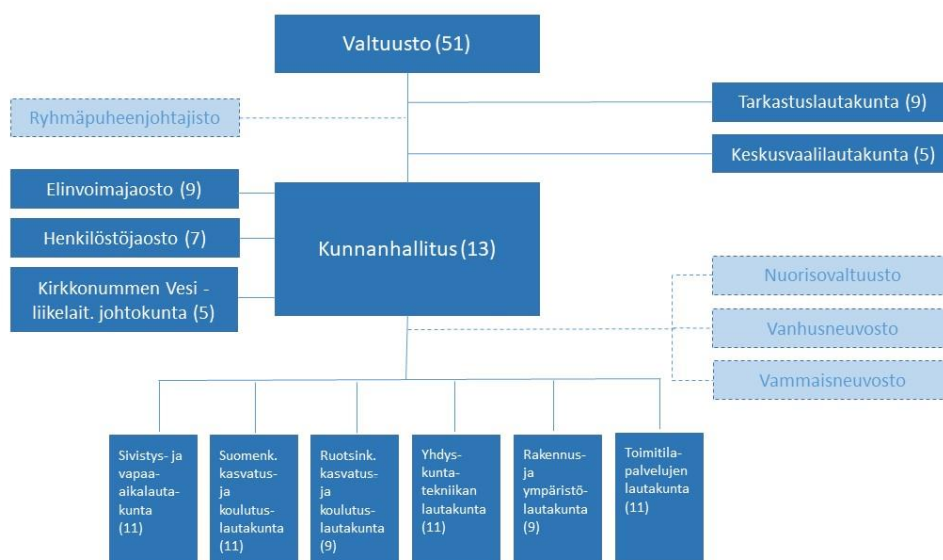 Valtuusto (51)
Ryhmäpuheenjohtajisto
Tarkastuslautakunta (9)
Keskusvaalilautakunta (5)
Elinvoimajaosto (9)
Henkilöstöjaosto (7)
Kirkkonummen Vesi -
liikelait. johtokunta (5)
Kunnanhallitus (13)
Nuorisovaltuusto
Vanhusneuvosto
Vammaisneuvosto
Sivistys- ja
vapaa-
aikalauta-
kunta
(11)
Suomenk.
kasvatus-
ja
koulutus-
lautakunta
(11)
Ruotsink.
kasvatus-
ja
koulutus-
lautakunta
(9)
Yhdys-
kunta-
tekniikan
lautakunta
(11)
Rakennus-
ja
ympäristö-
lautakunta
(9)
Toimitila-
palvelujen
lautakunta
(11)